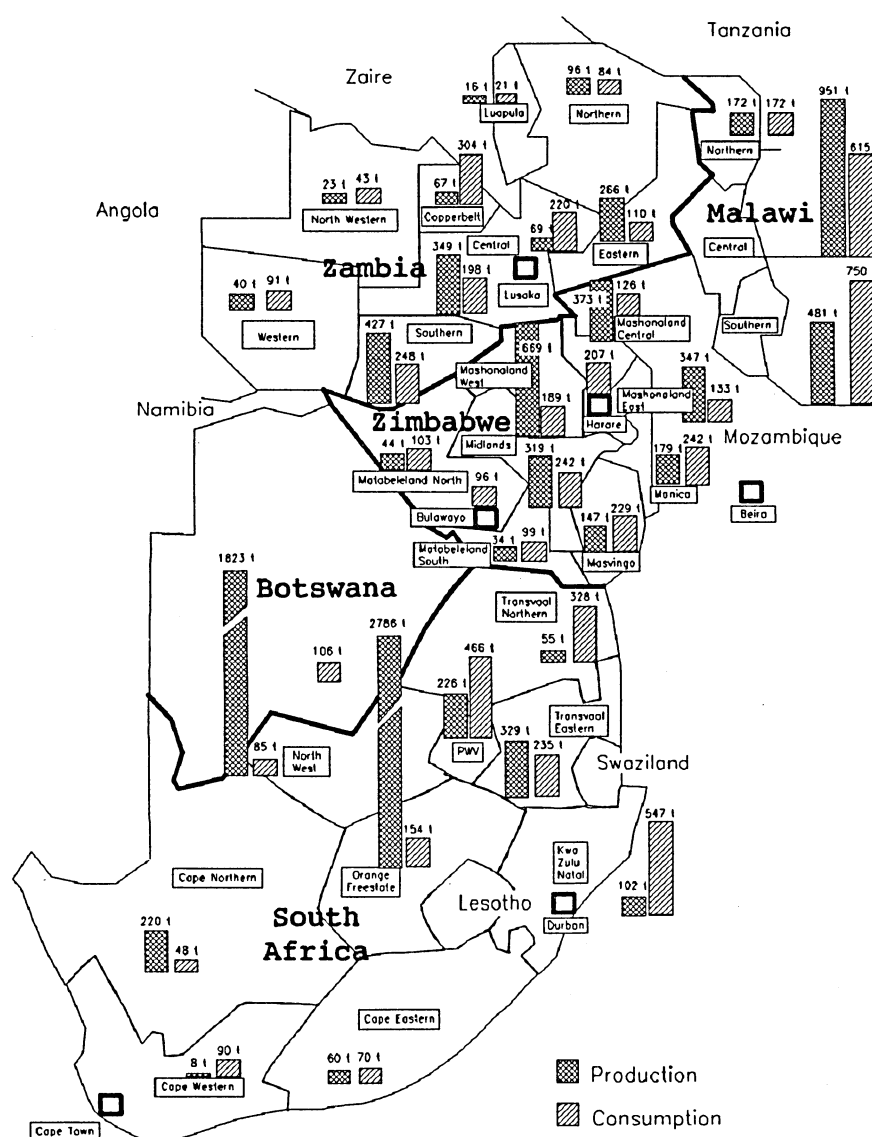 Tanzania
Zaire
16 t 21 t
Luapula
96 t 84 t
Northern
172 t 172 t
Northern
951 t
615
304 t
67 t
Copperbelt
23 t 43 t
North Western
Angola
266 t
110 t
Eastern
220 t
69 t
Central
Malawi
Central
Zambia
349 t
198 t
Lusaka
40 t 91 t
Western
750
481 t
Southern
373 t
126 t
Mashonaland
Central
Southern
427 t
248 t
669 t
189 t
Mashonaland
West
207 t
Harare
347 t
133 t
Mashonaland
East
Namibia
Zimbabwe
Midlands
Mozambique
44 t 103 t
Matabeleland North
319 t
242 t
179 t
242 t
Manica
Beira
96 t
Bulawayo
34 t 99 t
Matabeleland
South
147 t
229 t
Masvingo
1823 t
Botswana
106 t
2786 t
Transvaal
Northern
328 t
55 t
466 t
226 t
PWV
329 t
235 t
Transvaal
Eastern
Swaziland
85 t
North
West
154 t
Orange
Freestate
547 t
102 t
Kwa
Zulu
Natal
Durban
Cape Northern
Lesotho
South
Africa
220 t
48 t
Cape Eastern
60 t 70 t
8 t 90 t
Cape Western
Cape Town
Production
Consumption